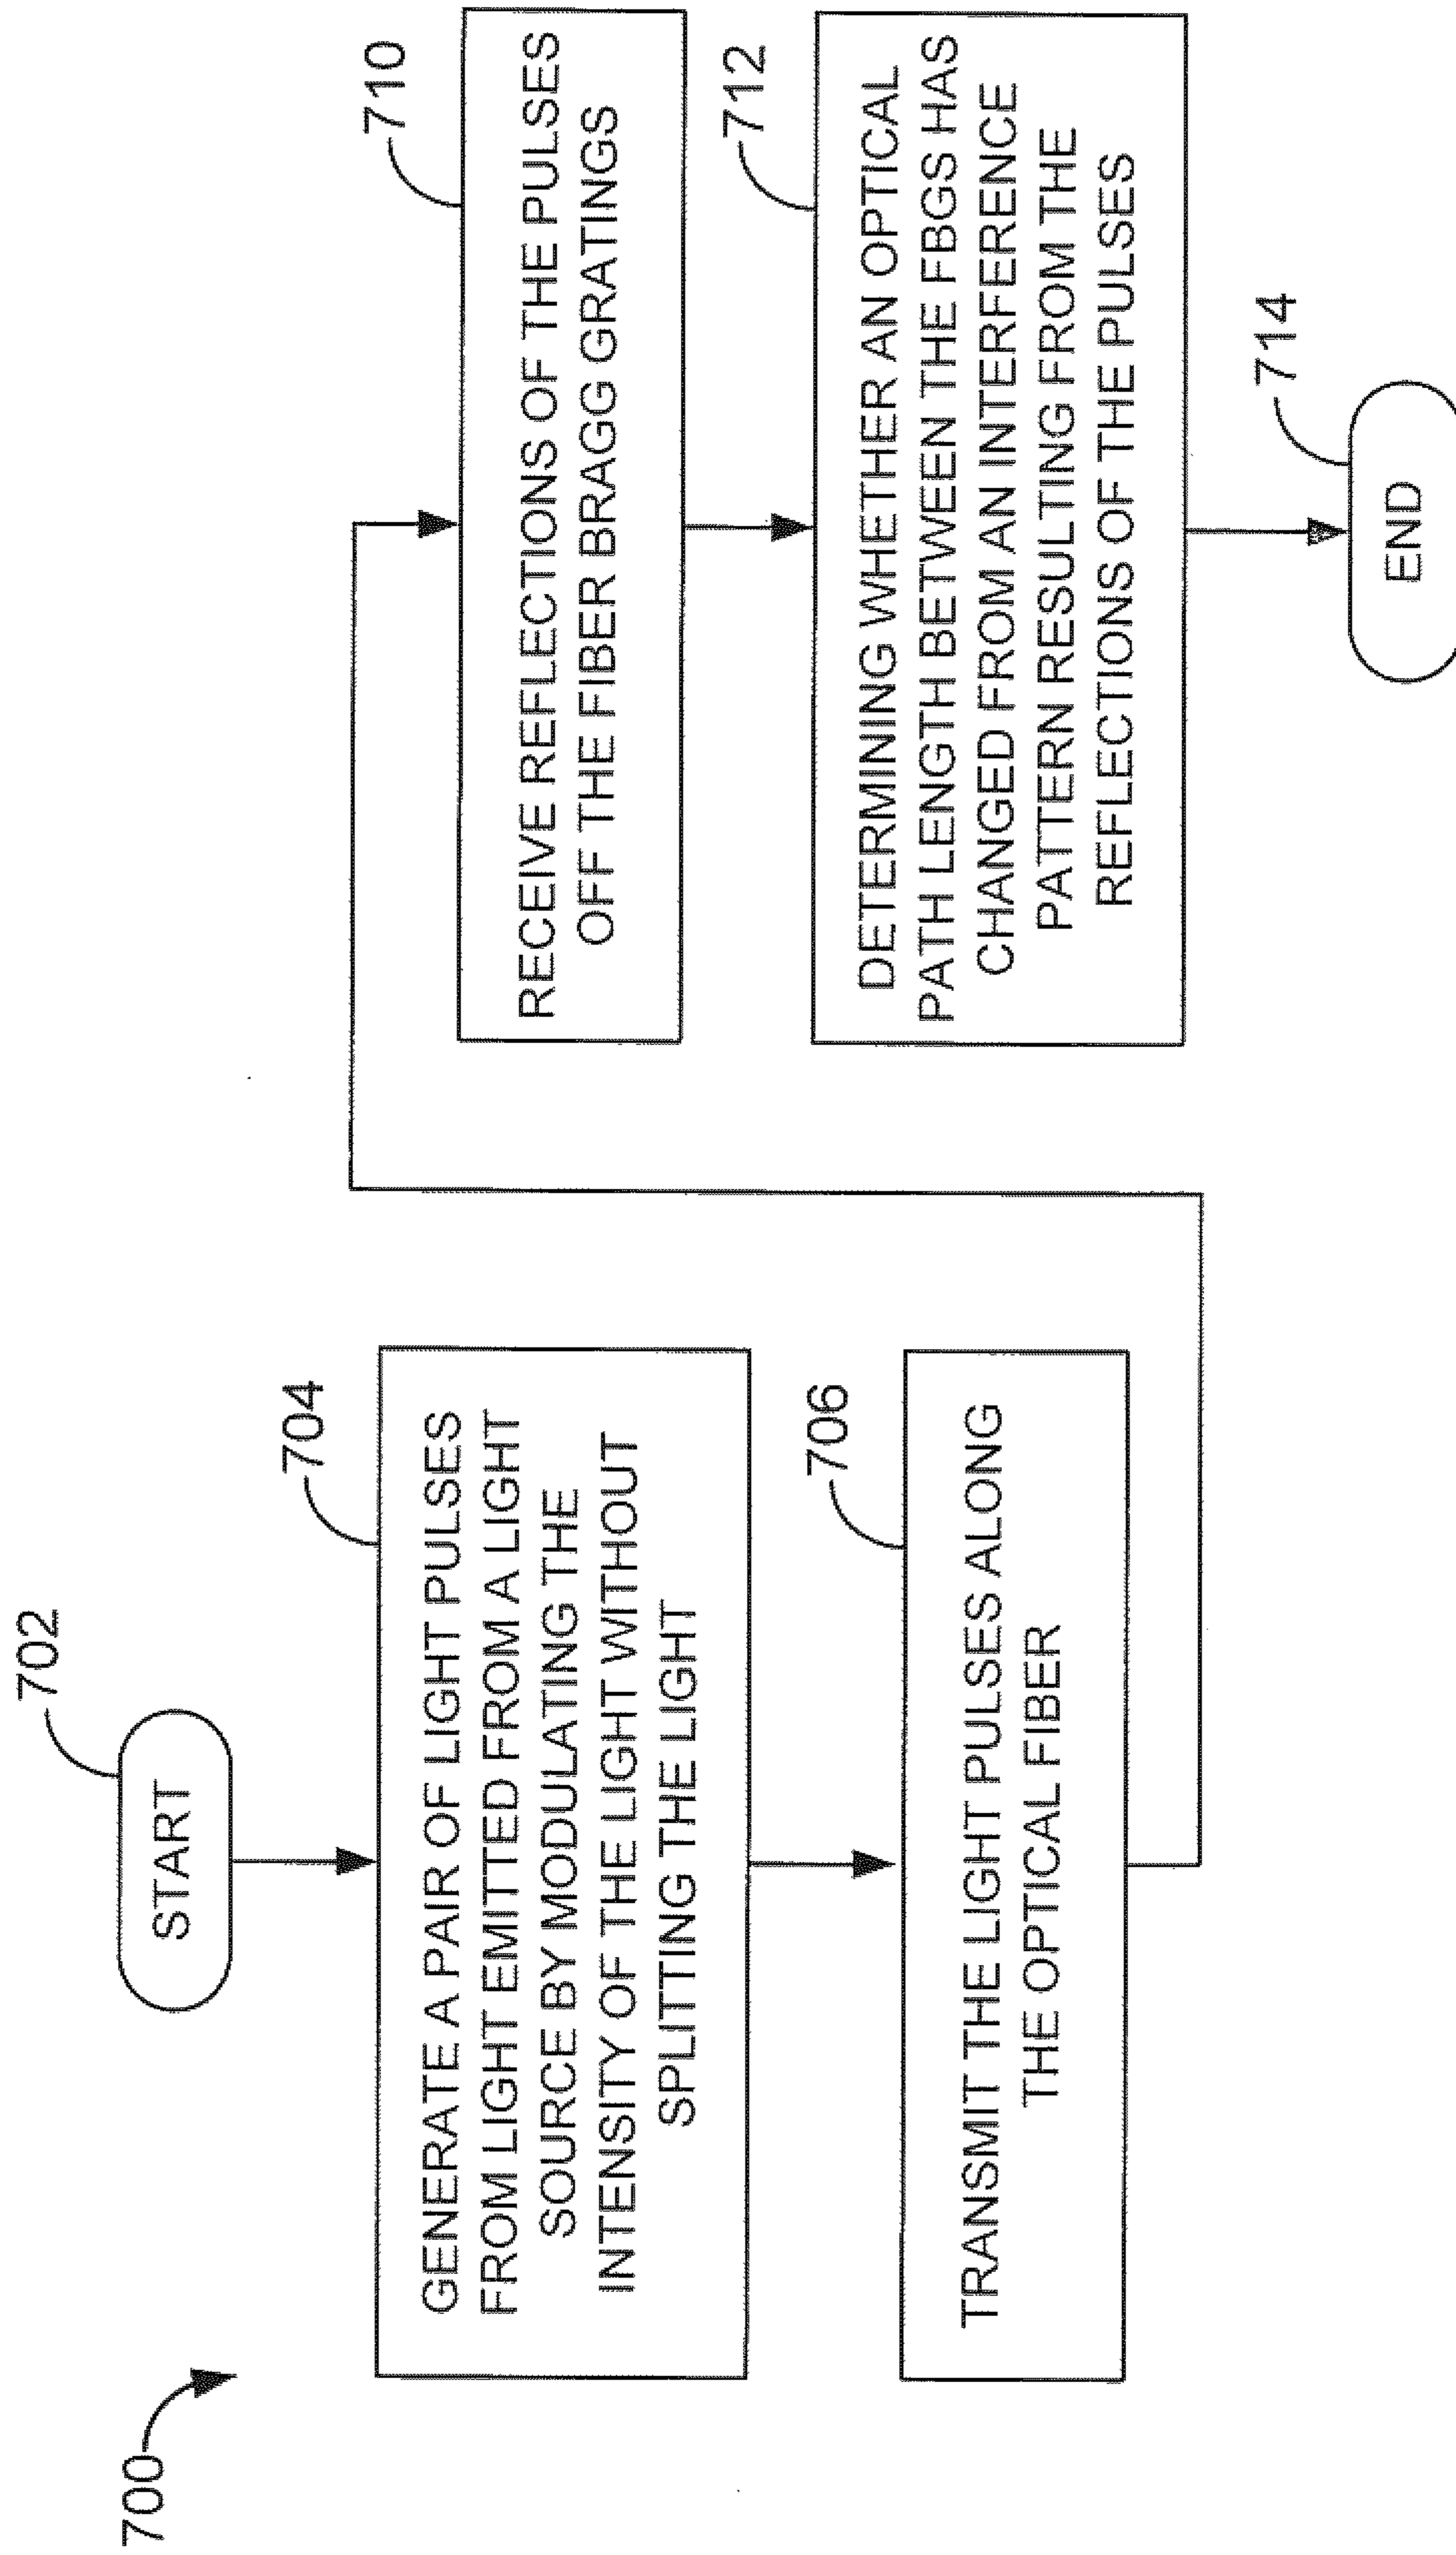 700
702
START
704
GENERATE A PAIR OF LIGHT PULSES
FROM LIGHT EMITTED FROM A LIGHT
SOURCE BY MODULATING THE
INTENSITY OF THE LIGHT WITHOUT
SPLITTING THE LIGHT
706
TRANSMIT THE LIGHT PULSES ALONG
THE OPTICAL FIBER
710
RECEIVE REFLECTIONS OF THE PULSES
OFF THE FIBER BRAGG GRATINGS
712
DETERMINING WHETHER AN OPTICAL
PATH LENGTH BETWEEN THE FBGS HAS
CHANGED FROM AN INTERFERENCE
PATTERN RESULTING FROM THE
REFLECTIONS OF THE PULSES
714
END